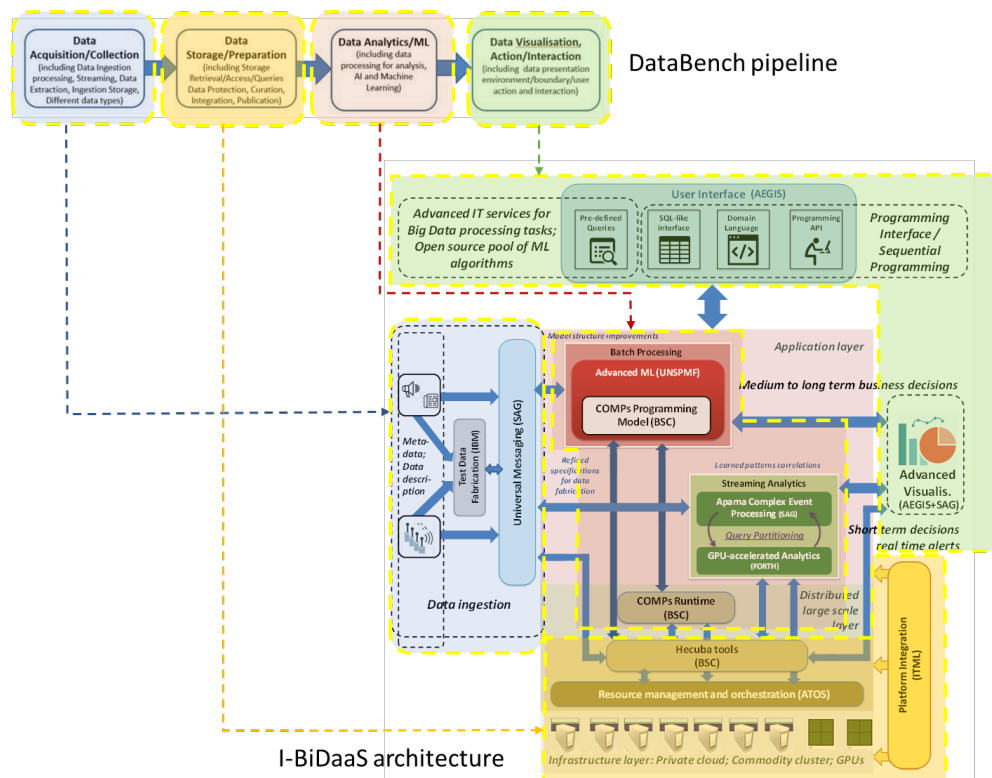 Data
Acquisition/Collection
(including Data Ingestion
processing, Streaming, Data
Extraction, Ingestion Storage,
Different data types)
Data
Storage/Preparation
(including Storage
Retrieval/Access/Queries
Data Protection, Curation,
Integration, Publication)
Data Analytics/ML
(including data
processing for analysis,
AI and Machine
Learning)
Data Visualisation,
Action/Interaction
(including data presentation
environment/boundary/user
action and interaction)
DataBench pipeline
User Interface (AEGIS)
Advanced IT services for
Big Data processing tasks;
Open source pool of ML
algorithms
Pre-defined
Queries
SQL-like
interface
Domain
Language
Programming
API
Programming
Interface /
Sequential
Programming
Model structure improvements
Application layer
Batch Processing
Advanced ML (UNSPMF)
COMPs Programming
Model (BSC)
Medium to long term business decisions
Meta-
data;
Data
descri-
ption
Test Data
Fabrication (IBM)
Universal Messaging (SAG)
Data ingestion
Refined
specifications
for data
fabrication
Learned patterns correlations
Streaming Analytics
Apama Complex Event
Processing (SAG)
Query Partitioning
GPU-accelerated Analytics
(FORTH)
Advanced
Visualis.
(AEGIS+SAG)
Short term decisions
real time alerts
COMPs Runtime
(BSC)
Distributed
large scale
layer
Hecuba tools
(BSC)
Resource management and orchestration (ATOS)
Platform Integration
(ITML)
Infrastructure layer: Private cloud; Commodity cluster; GPUs
I-BiDaaS architecture